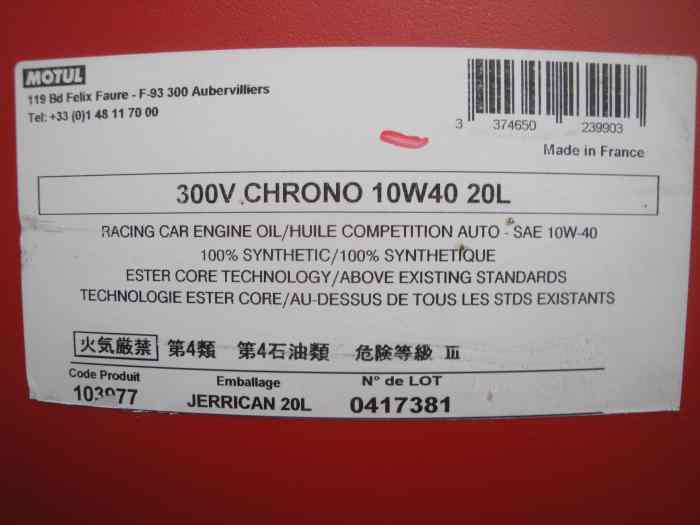 MOTUL
119 Bd Felix Faure - F-93 300 Aubervilliers
Tel: +33 (0)1 48 11 70 00
3 374650 239903
Made in France
300V CHRONO 10W40 20L
RACING CAR ENGINE OIL/HUILE COMPETITION AUTO - SAE 10W-40
100% SYNTHETIC/100% SYNTHETIQUE
ESTER CORE TECHNOLOGY/ABOVE EXISTING STANDARDS
TECHNOLOGIE ESTER CORE/AU-DESSUS DE TOUS LES STDS EXISTANTS
火気厳禁 第4類 第4石油類 危険等級 Ⅲ
Code Produit Emballage N° de LOT
103977 JERRICAN 20L 0417381